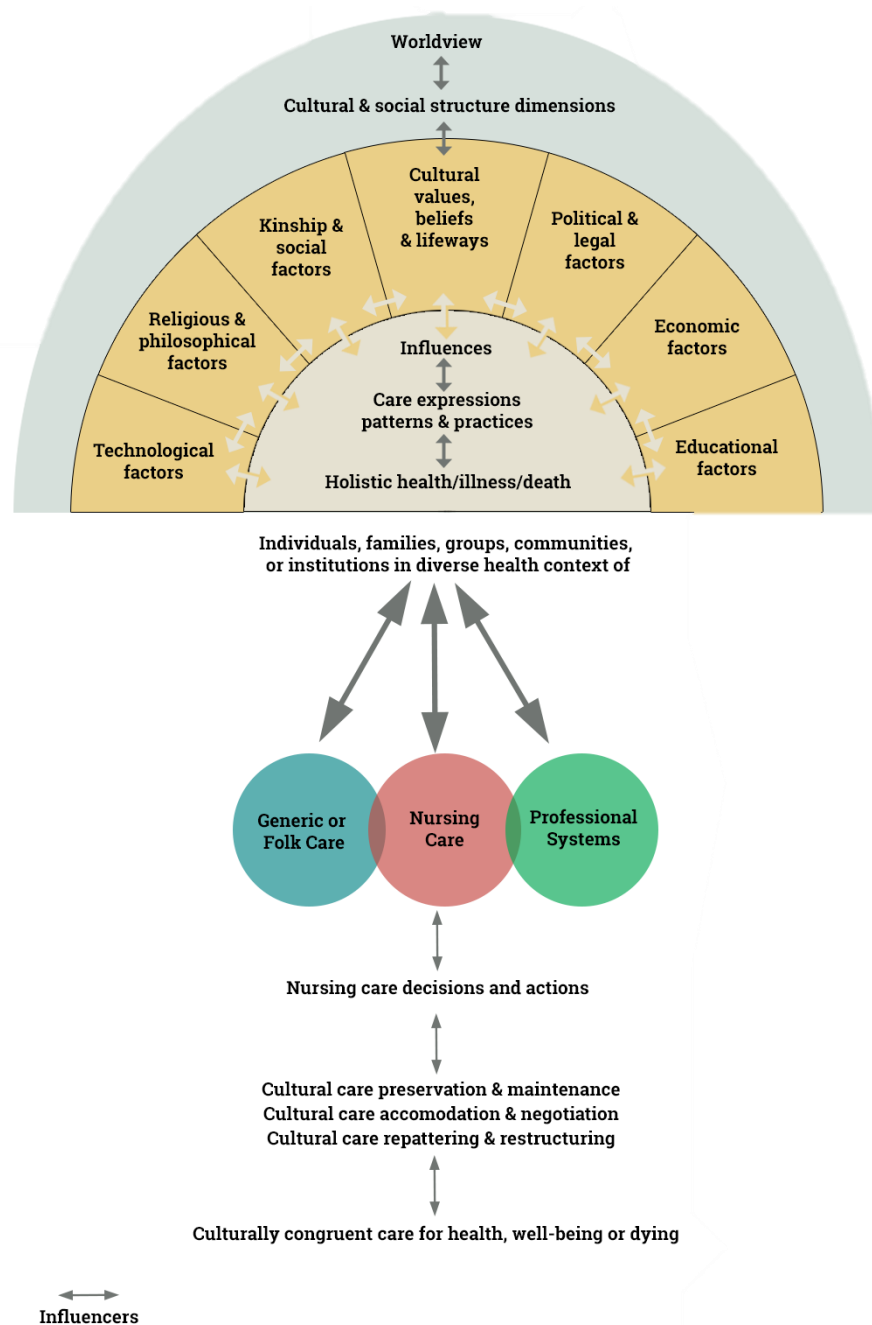 Worldview
Cultural & social structure dimensions
Cultural
values,
beliefs
& lifeways
Kinship &
social
factors
Political &
legal
factors
Religious &
philosophical
factors
Economic
factors
Technological
factors
Educational
factors
Influences
Care expressions
patterns & practices
Holistic health/illness/death
Individuals, families, groups, communities,
or institutions in diverse health context of
Generic or
Folk Care
Nursing
Care
Professional
Systems
Nursing care decisions and actions
Cultural care preservation & maintenance
Cultural care accomodation & negotiation
Cultural care repattering & restructuring
Culturally congruent care for health, well-being or dying
Influencers